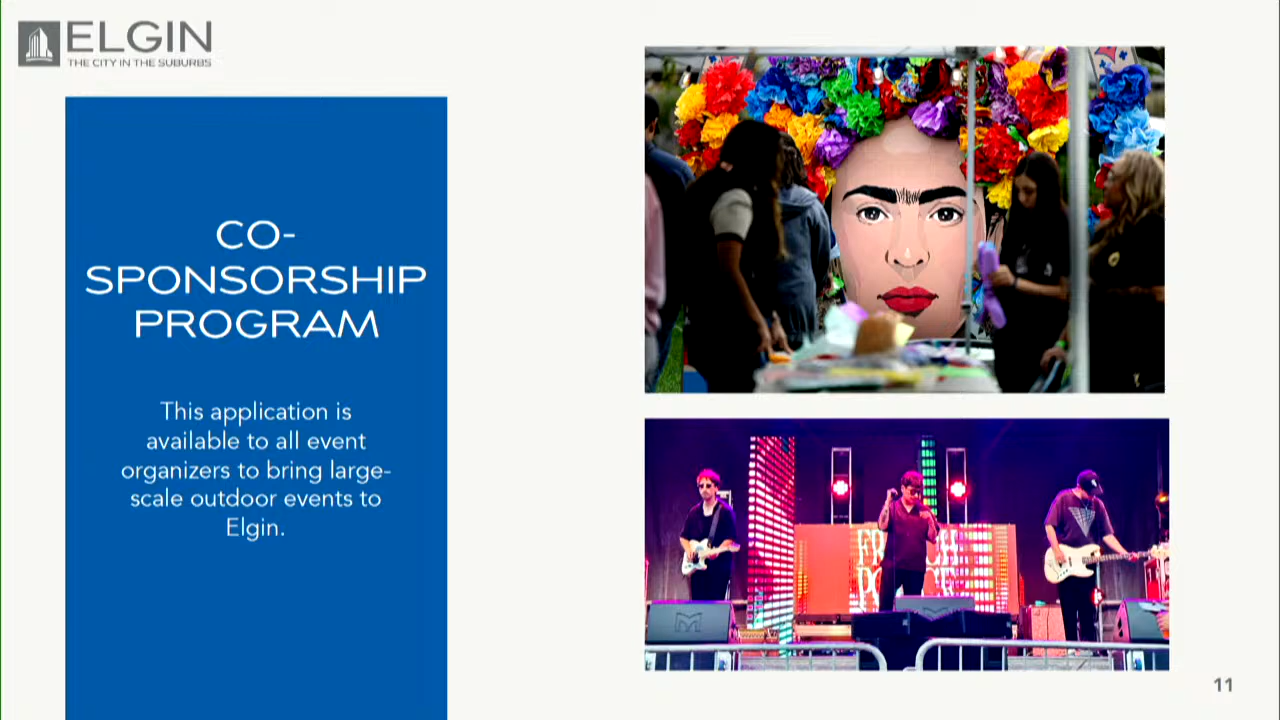 ELGIN
THE CITY IN THE SUBURBS
CO-
SPONSORSHIP
PROGRAM
This application is
available to all event
organizers to bring large-
scale outdoor events to
Elgin.
11